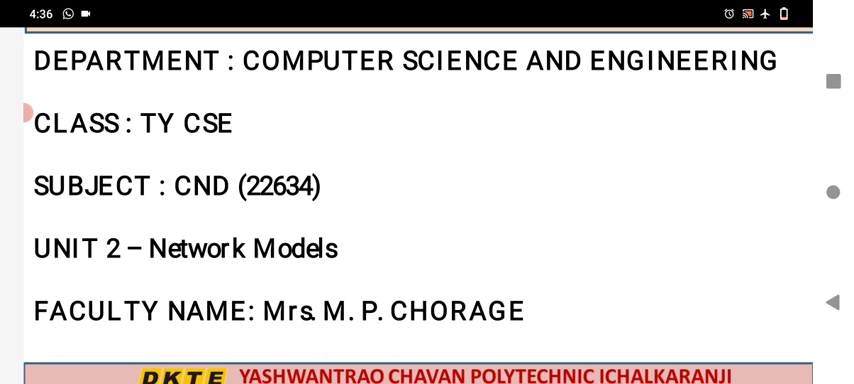 4:36
DEPARTMENT : COMPUTER SCIENCE AND ENGINEERING
CLASS : TY CSE
SUBJECT : CND (22634)
UNIT 2 – Network Models
FACULTY NAME: Mrs. M. P. CHORAGE
DKTE YASHWANTRAO CHAVAN POLYTECHNIC ICHALKARANJI